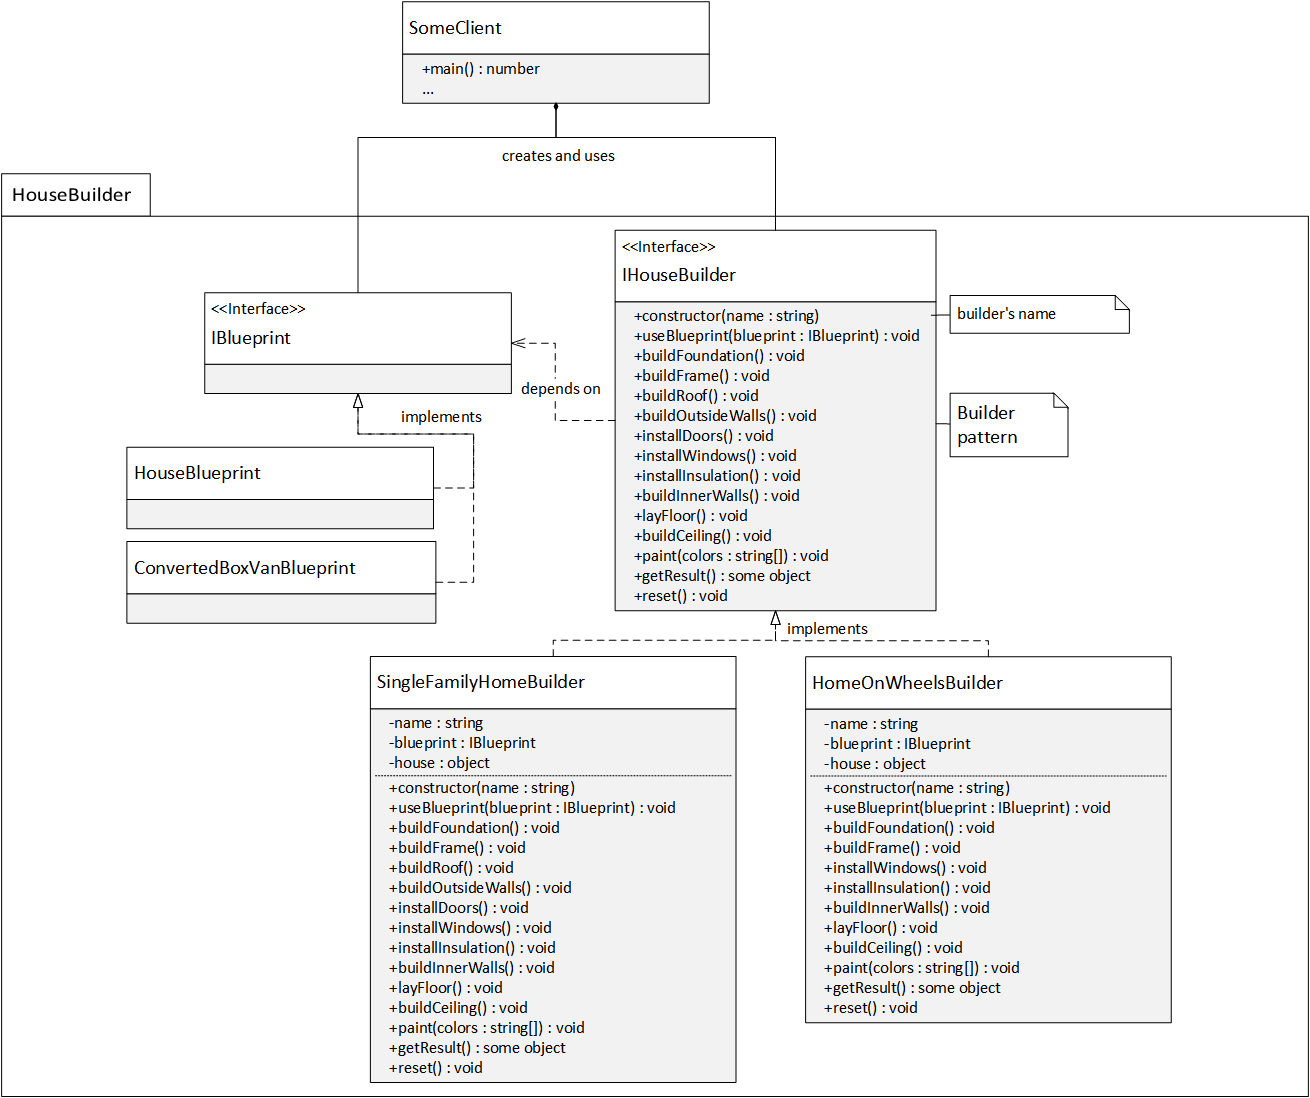 SomeClient
+main() : number
...
creates and uses
HouseBuilder
<<Interface>>
IHouseBuilder
+constructor(name : string)
+useBlueprint(blueprint : IBlueprint) : void
+buildFoundation() : void
+buildFrame() : void
+buildRoof() : void
+buildOutsideWalls() : void
+installDoors() : void
+installWindows() : void
+installInsulation() : void
+buildInnerWalls() : void
+layFloor() : void
+buildCeiling() : void
+paint(colors : string[]) : void
+getResult() : some object
+reset() : void
builder's name
Builder
pattern
<<Interface>>
IBlueprint
depends on
implements
HouseBlueprint
ConvertedBoxVanBlueprint
implements
SingleFamilyHomeBuilder
-name : string
-blueprint : IBlueprint
-house : object
+constructor(name : string)
+useBlueprint(blueprint : IBlueprint) : void
+buildFoundation() : void
+buildFrame() : void
+buildRoof() : void
+buildOutsideWalls() : void
+installDoors() : void
+installWindows() : void
+installInsulation() : void
+buildInnerWalls() : void
+layFloor() : void
+buildCeiling() : void
+paint(colors : string[]) : void
+getResult() : some object
+reset() : void
HomeOnWheelsBuilder
-name : string
-blueprint : IBlueprint
-house : object
+constructor(name : string)
+useBlueprint(blueprint : IBlueprint) : void
+buildFoundation() : void
+buildFrame() : void
+installWindows() : void
+installInsulation() : void
+buildInnerWalls() : void
+layFloor() : void
+buildCeiling() : void
+paint(colors : string[]) : void
+getResult() : some object
+reset() : void